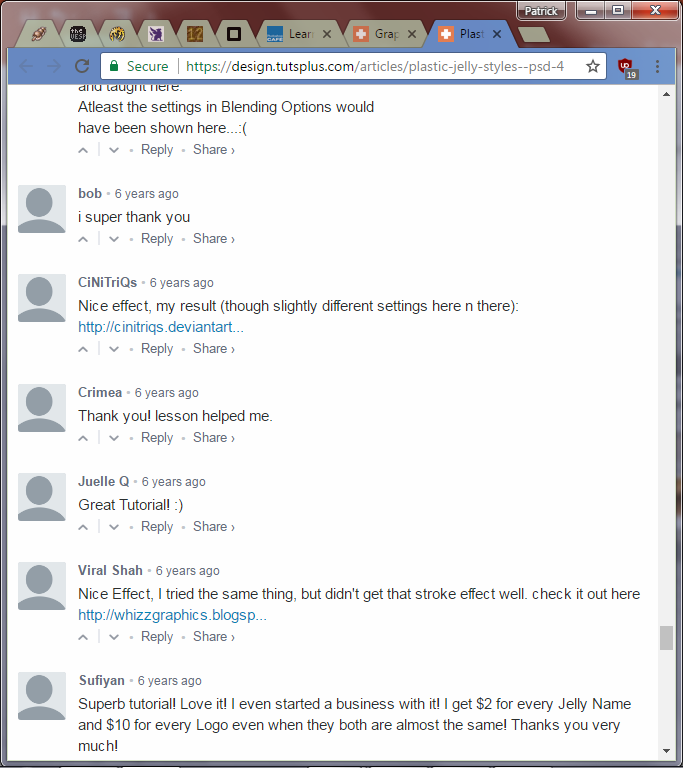 Patrick
the
UESP
12
Learn
CAFE
Grap
Plast
Secure
https://design.tutsplus.com/articles/plastic-jelly-styles--psd-4
19
and taught here.
Atleast the settings in Blending Options would
have been shown here...:(
Reply • Share ›
bob • 6 years ago
i super thank you
Reply • Share ›
CiNiTriQs • 6 years ago
Nice effect, my result (though slightly different settings here n there):
http://cinitriqs.deviantart...
Reply • Share ›
Crimea • 6 years ago
Thank you! lesson helped me.
Reply • Share ›
Juelle Q • 6 years ago
Great Tutorial! :)
Reply • Share ›
Viral Shah • 6 years ago
Nice Effect, I tried the same thing, but didn't get that stroke effect well. check it out here
http://whizzgraphics.blogsp...
Reply • Share ›
Sufiyan • 6 years ago
Superb tutorial! Love it! I even started a business with it! I get $2 for every Jelly Name
and $10 for every Logo even when they both are almost the same! Thanks you very
much!